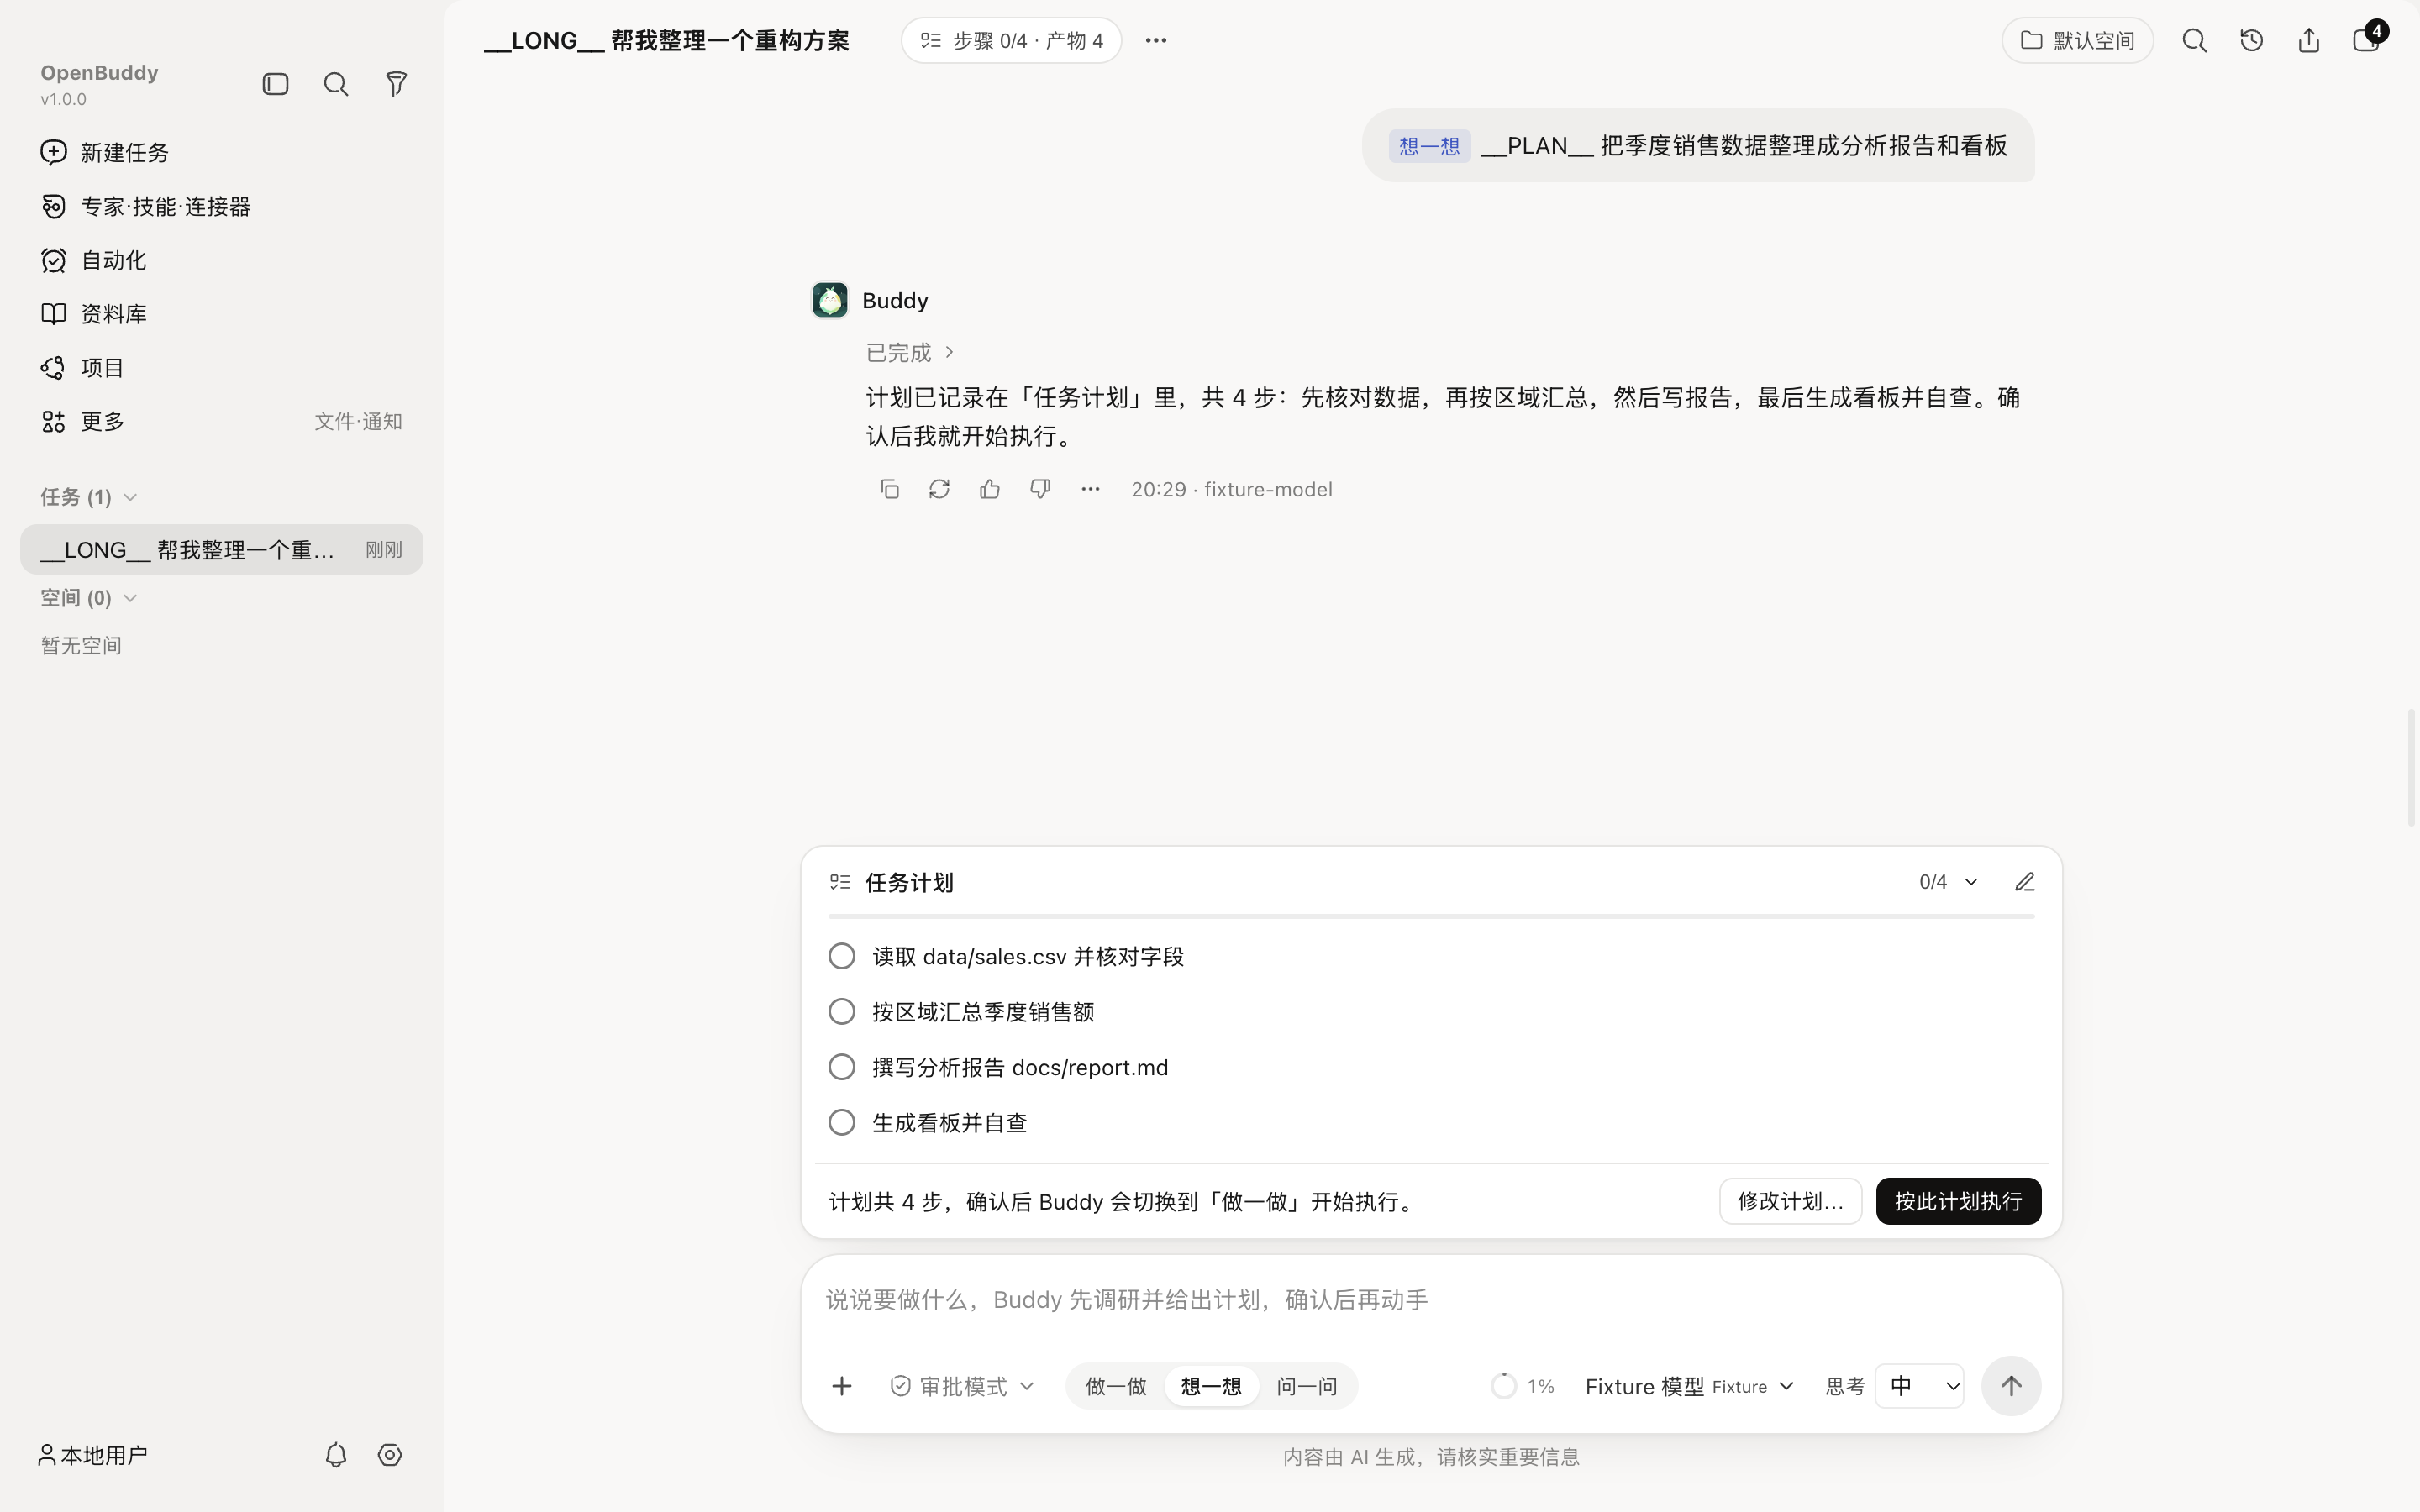 OpenBuddy
v1.0.0
新建任务
专家·技能·连接器
自动化
资料库
项目
更多 文件·通知
任务 (1)
__LONG__ 帮我整理一个重… 刚刚
空间 (0)
暂无空间
本地用户
__LONG__ 帮我整理一个重构方案 步骤 0/4 · 产物 4 默认空间 4
想一想 __PLAN__ 把季度销售数据整理成分析报告和看板
Buddy
已完成
计划已记录在「任务计划」里，共 4 步：先核对数据，再按区域汇总，然后写报告，最后生成看板并自查。确
认后我就开始执行。
20:29 · fixture-model
任务计划 0/4
读取 data/sales.csv 并核对字段
按区域汇总季度销售额
撰写分析报告 docs/report.md
生成看板并自查
计划共 4 步，确认后 Buddy 会切换到「做一做」开始执行。 修改计划… 按此计划执行
说说要做什么，Buddy 先调研并给出计划，确认后再动手
审批模式 做一做 想一想 问一问 1% Fixture 模型 Fixture 思考 中
内容由 AI 生成，请核实重要信息